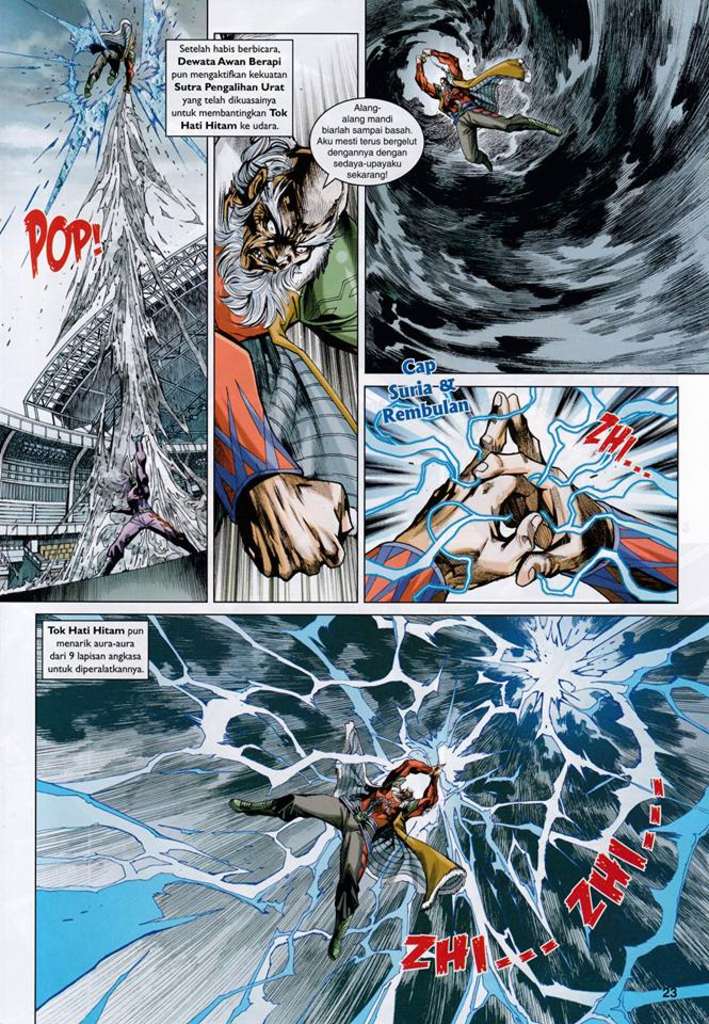 Setelah habis berbicara,
Dewata Awan Berapi
pun mengaktifkan kekuatan
Sutra Pengalihan Urat
yang telah dikuasainya
untuk membantingkan Tok
Hati Hitam ke udara.
POP!
Alang-
alang mandi
biarlah sampai basah.
Aku mesti terus bergelut
dengannya dengan
sedaya-upayaku
sekarang!
Cap
Suria &
Rembulan
ZHI...
Tok Hati Hitam pun
menarik aura-aura
dari 9 lapisan angkasa
untuk diperalatkannya.
ZHI... ZHI...
23